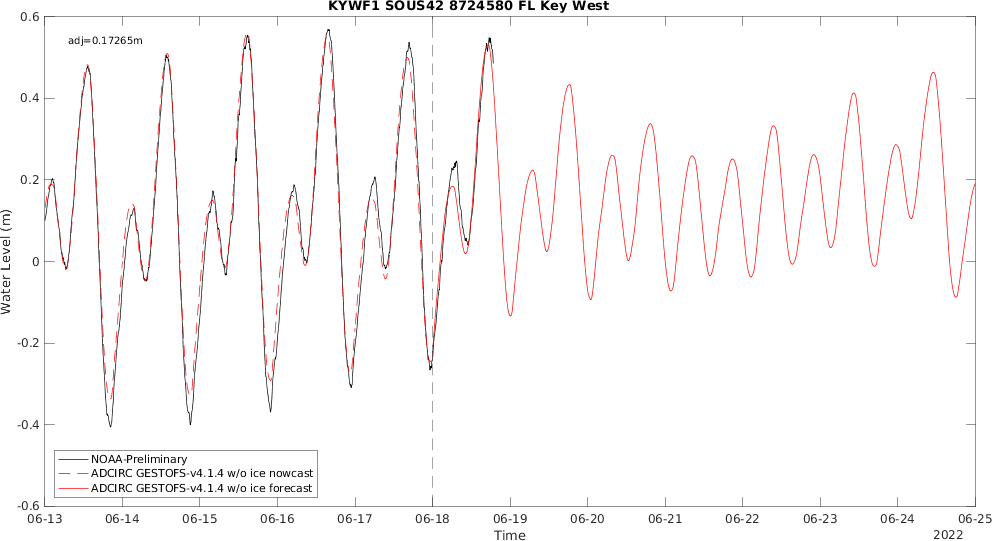 KYWF1 SOUS42 8724580 FL Key West
adj=0.17265m
0.6
0.4
0.2
0
-0.2
-0.4
-0.6
Water Level (m)
NOAA-Preliminary
ADCIRC GESTOFS-v4.1.4 w/o ice nowcast
ADCIRC GESTOFS-v4.1.4 w/o ice forecast
06-13 06-14 06-15 06-16 06-17 06-18 06-19 06-20 06-21 06-22 06-23 06-24 06-25
Time
2022